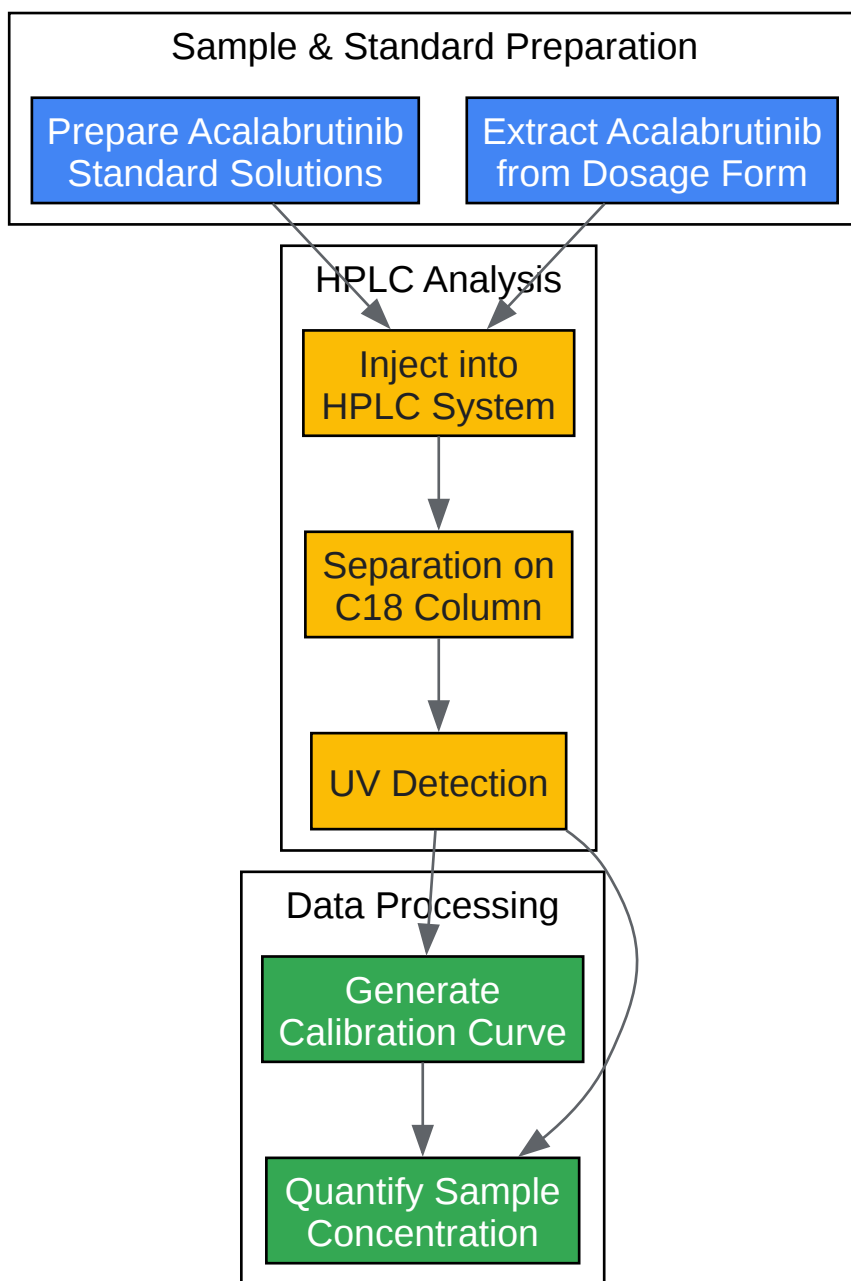 Sample & Standard Preparation
Prepare Acalabrutinib
Standard Solutions
Extract Acalabrutinib
from Dosage Form
HPLC Analysis
Inject into
HPLC System
Separation on
C18 Column
UV Detection
Data Processing
Generate
Calibration Curve
Quantify Sample
Concentration